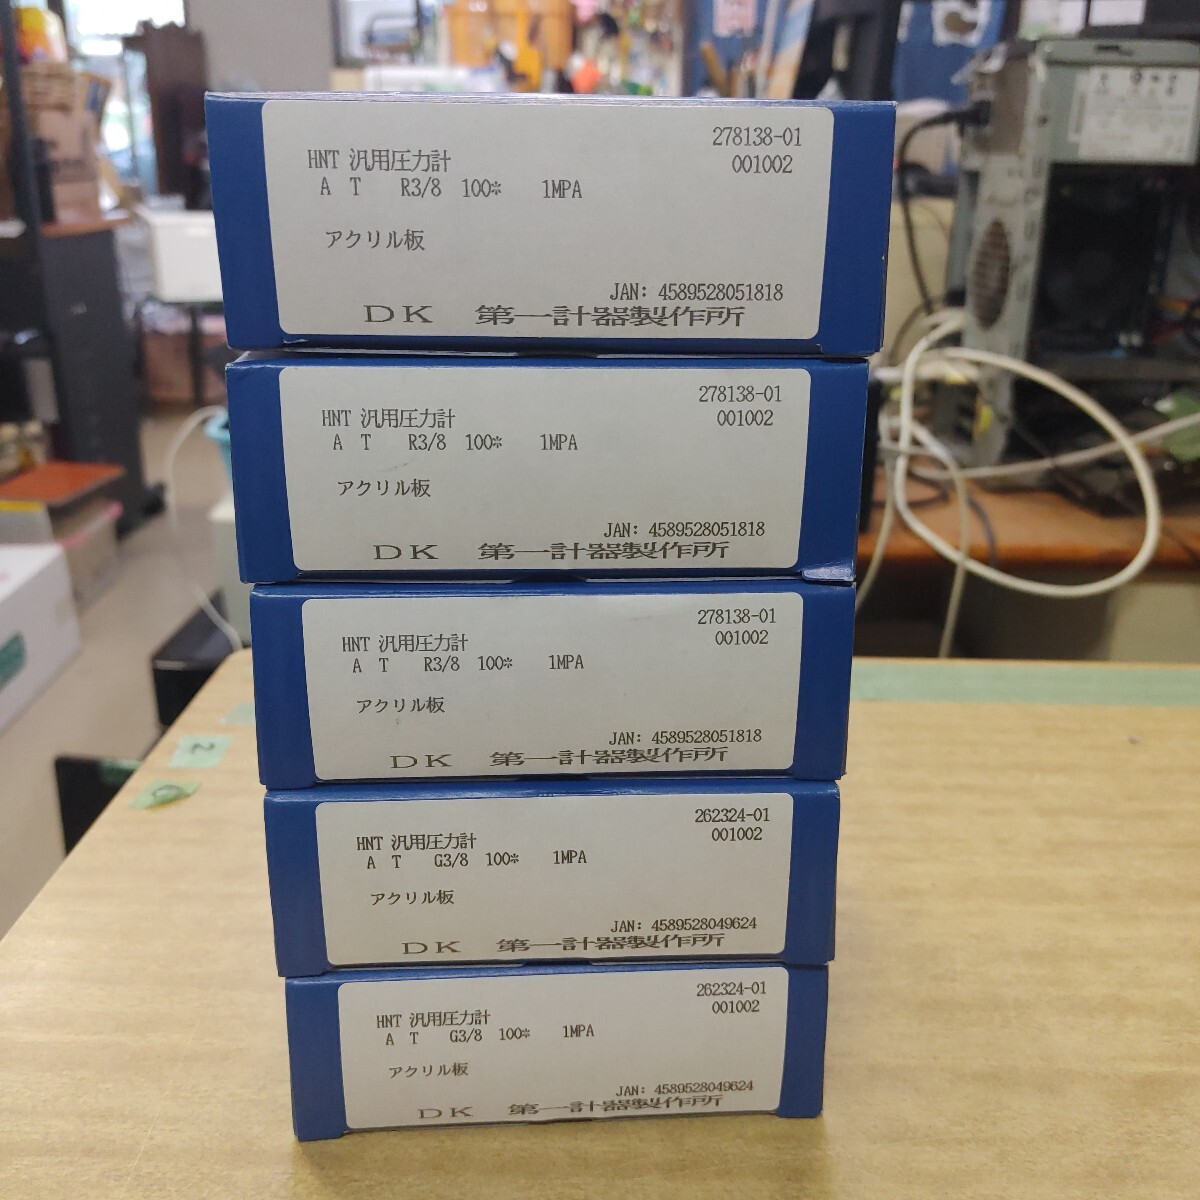 278138-01
HNT 汎用圧力計
001002
A T R3/8 100* 1MPA
アクリル板
JAN: 4589528051818
DK 第一計器製作所
278138-01
HNT 汎用圧力計
001002
A T R3/8 100* 1MPA
アクリル板
JAN: 4589528051818
DK 第一計器製作所
278138-01
HNT 汎用圧力計
001002
A T R3/8 100* 1MPA
アクリル板
JAN: 4589528051818
DK 第一計器製作所
262324-01
HNT 汎用圧力計
001002
A T G3/8 100* 1MPA
アクリル板
JAN: 4589528049624
DK 第一計器製作所
262324-01
HNT 汎用圧力計
001002
A T G3/8 100* 1MPA
アクリル板
JAN: 4589528049624
DK 第一計器製作所
2